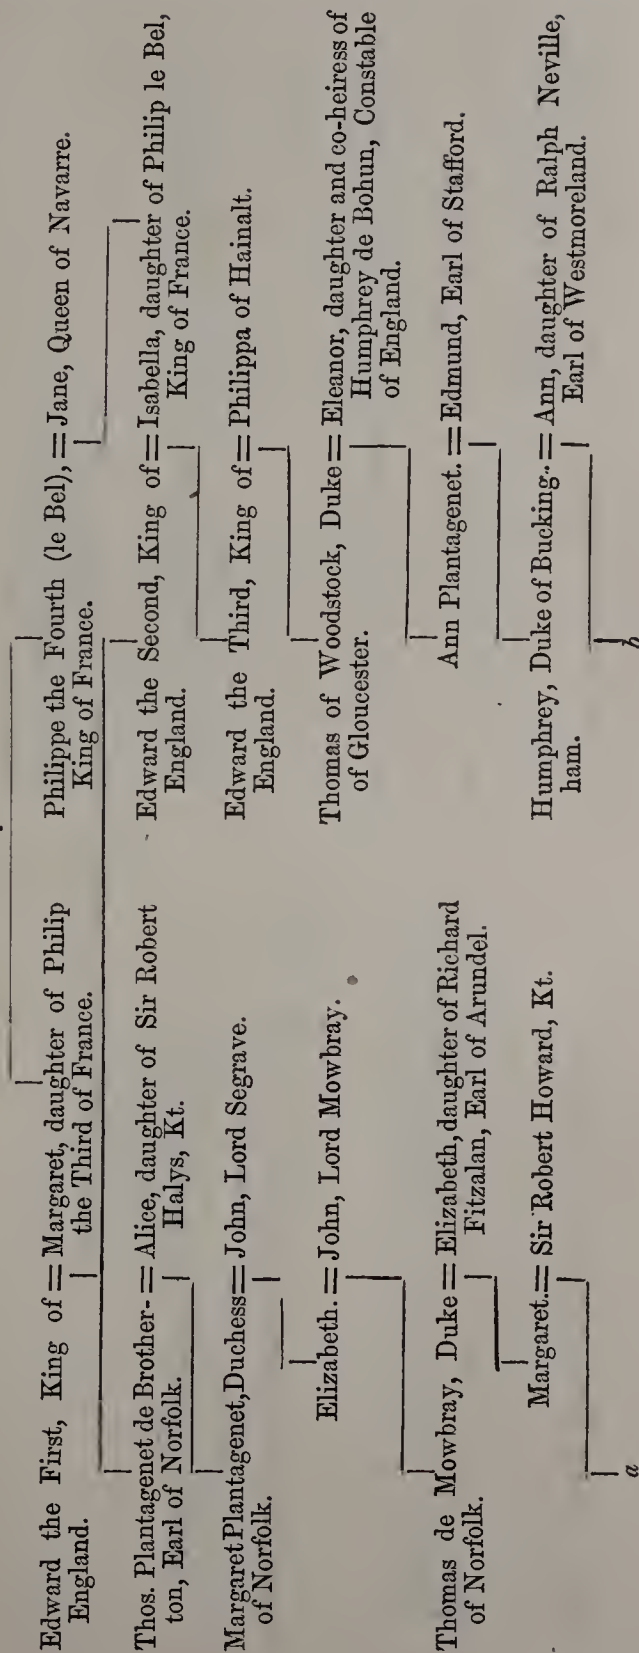 Edward the First, King of = Margaret, daughter of Philip
England.
the Third of France.
Philippe the Fourth (le Bel), = Jane, Queen of Navarre.
King of France.
Thos. Plantagenet de Brother- = Alice, daughter of Sir Robert
ton, Earl of Norfolk.
Halys, Kt.
Edward the Second, King of = Isabella, daughter of Philip le Bel,
England.
King of France.
Margaret Plantagenet, Duchess = John, Lord Segrave.
of Norfolk.
Edward the Third, King of = Philippa of Hainalt.
England.
Elizabeth. = John, Lord Mowbray.
Thomas of Woodstock, Duke = Eleanor, daughter and co-heiress of
of Gloucester.
Humphrey de Bohun, Constable
of England.
Thomas de Mowbray, Duke = Elizabeth, daughter of Richard
of Norfolk.
Fitzalan, Earl of Arundel.
Ann Plantagenet. = Edmund, Earl of Stafford.
Margaret. = Sir Robert Howard, Kt.
Humphrey, Duke of Bucking- = Ann, daughter of Ralph Neville,
ham.
Earl of Westmoreland.
a
b